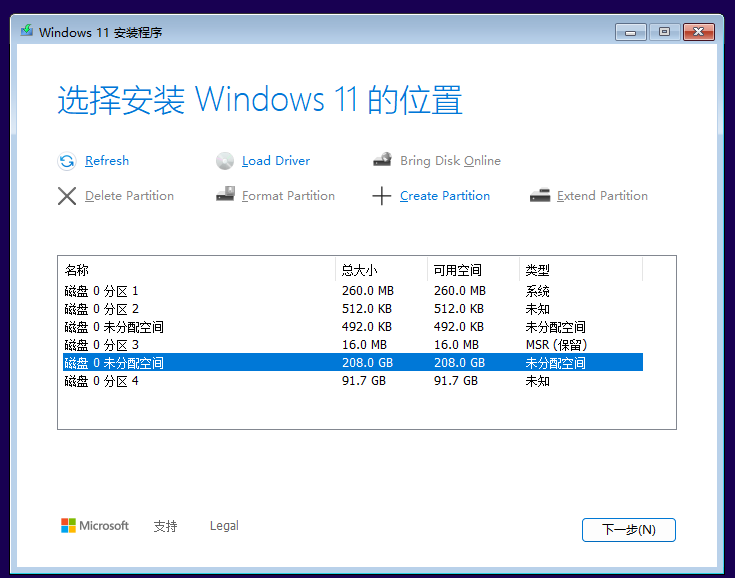 Windows 11 安装程序
选择安装 Windows 11 的位置
Refresh Load Driver Bring Disk Online
Delete Partition Format Partition Create Partition Extend Partition
名称 总大小 可用空间 类型
磁盘 0 分区 1 260.0 MB 260.0 MB 系统
磁盘 0 分区 2 512.0 KB 512.0 KB 未知
磁盘 0 未分配空间 492.0 KB 492.0 KB 未分配空间
磁盘 0 分区 3 16.0 MB 16.0 MB MSR (保留)
磁盘 0 未分配空间 208.0 GB 208.0 GB 未分配空间
磁盘 0 分区 4 91.7 GB 91.7 GB 未知
Microsoft 支持 Legal 下一步(N)